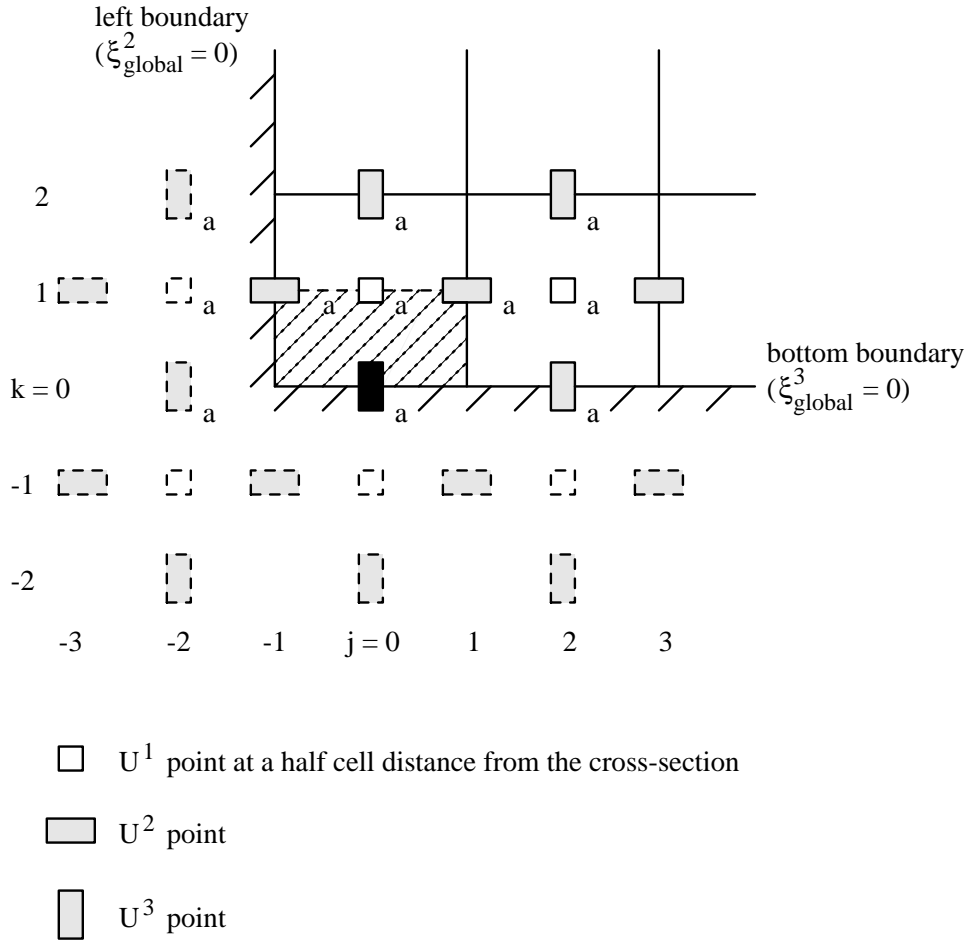 left boundary
(ξ²global = 0)
2
a
a
a
1
a
a
a
a
a
bottom boundary
(ξ³global = 0)
k = 0
a
a
a
-1
-2
-3 -2 -1 j = 0 1 2 3
U¹ point at a half cell distance from the cross-section
U² point
U³ point